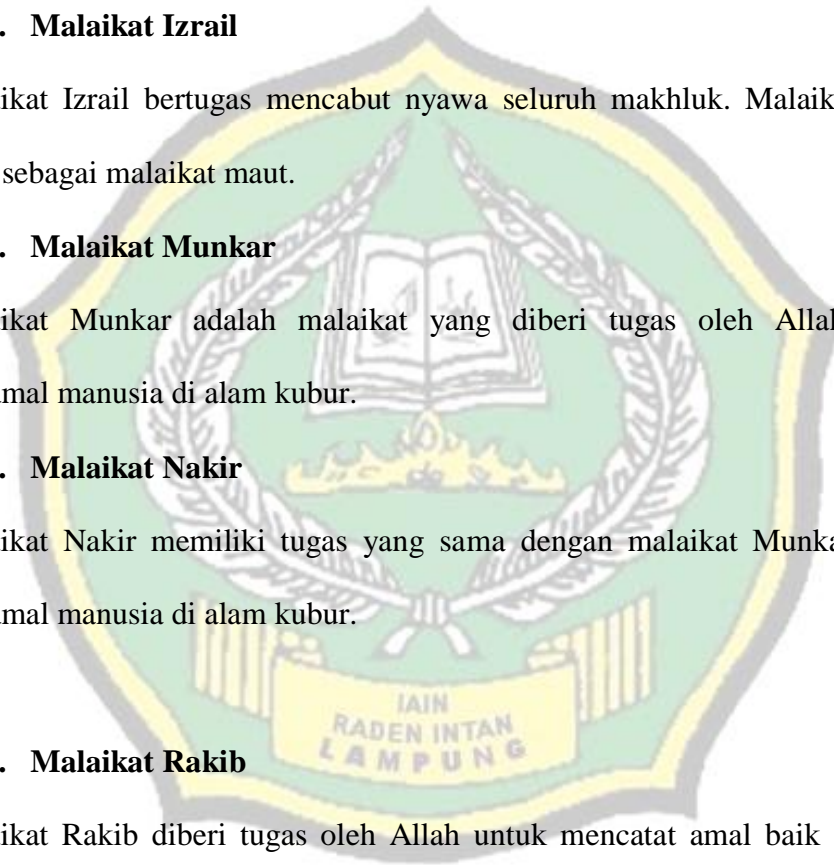 . Malaikat Izrail
ikat Izrail bertugas mencabut nyawa seluruh makhluk. Malaik
sebagai malaikat maut.
. Malaikat Munkar
ikat Munkar adalah malaikat yang diberi tugas oleh Allah
mal manusia di alam kubur.
. Malaikat Nakir
ikat Nakir memiliki tugas yang sama dengan malaikat Munka
mal manusia di alam kubur.
IAIN
RADEN INTAN
LAMPUNG
. Malaikat Rakib
ikat Rakib diberi tugas oleh Allah untuk mencatat amal baik